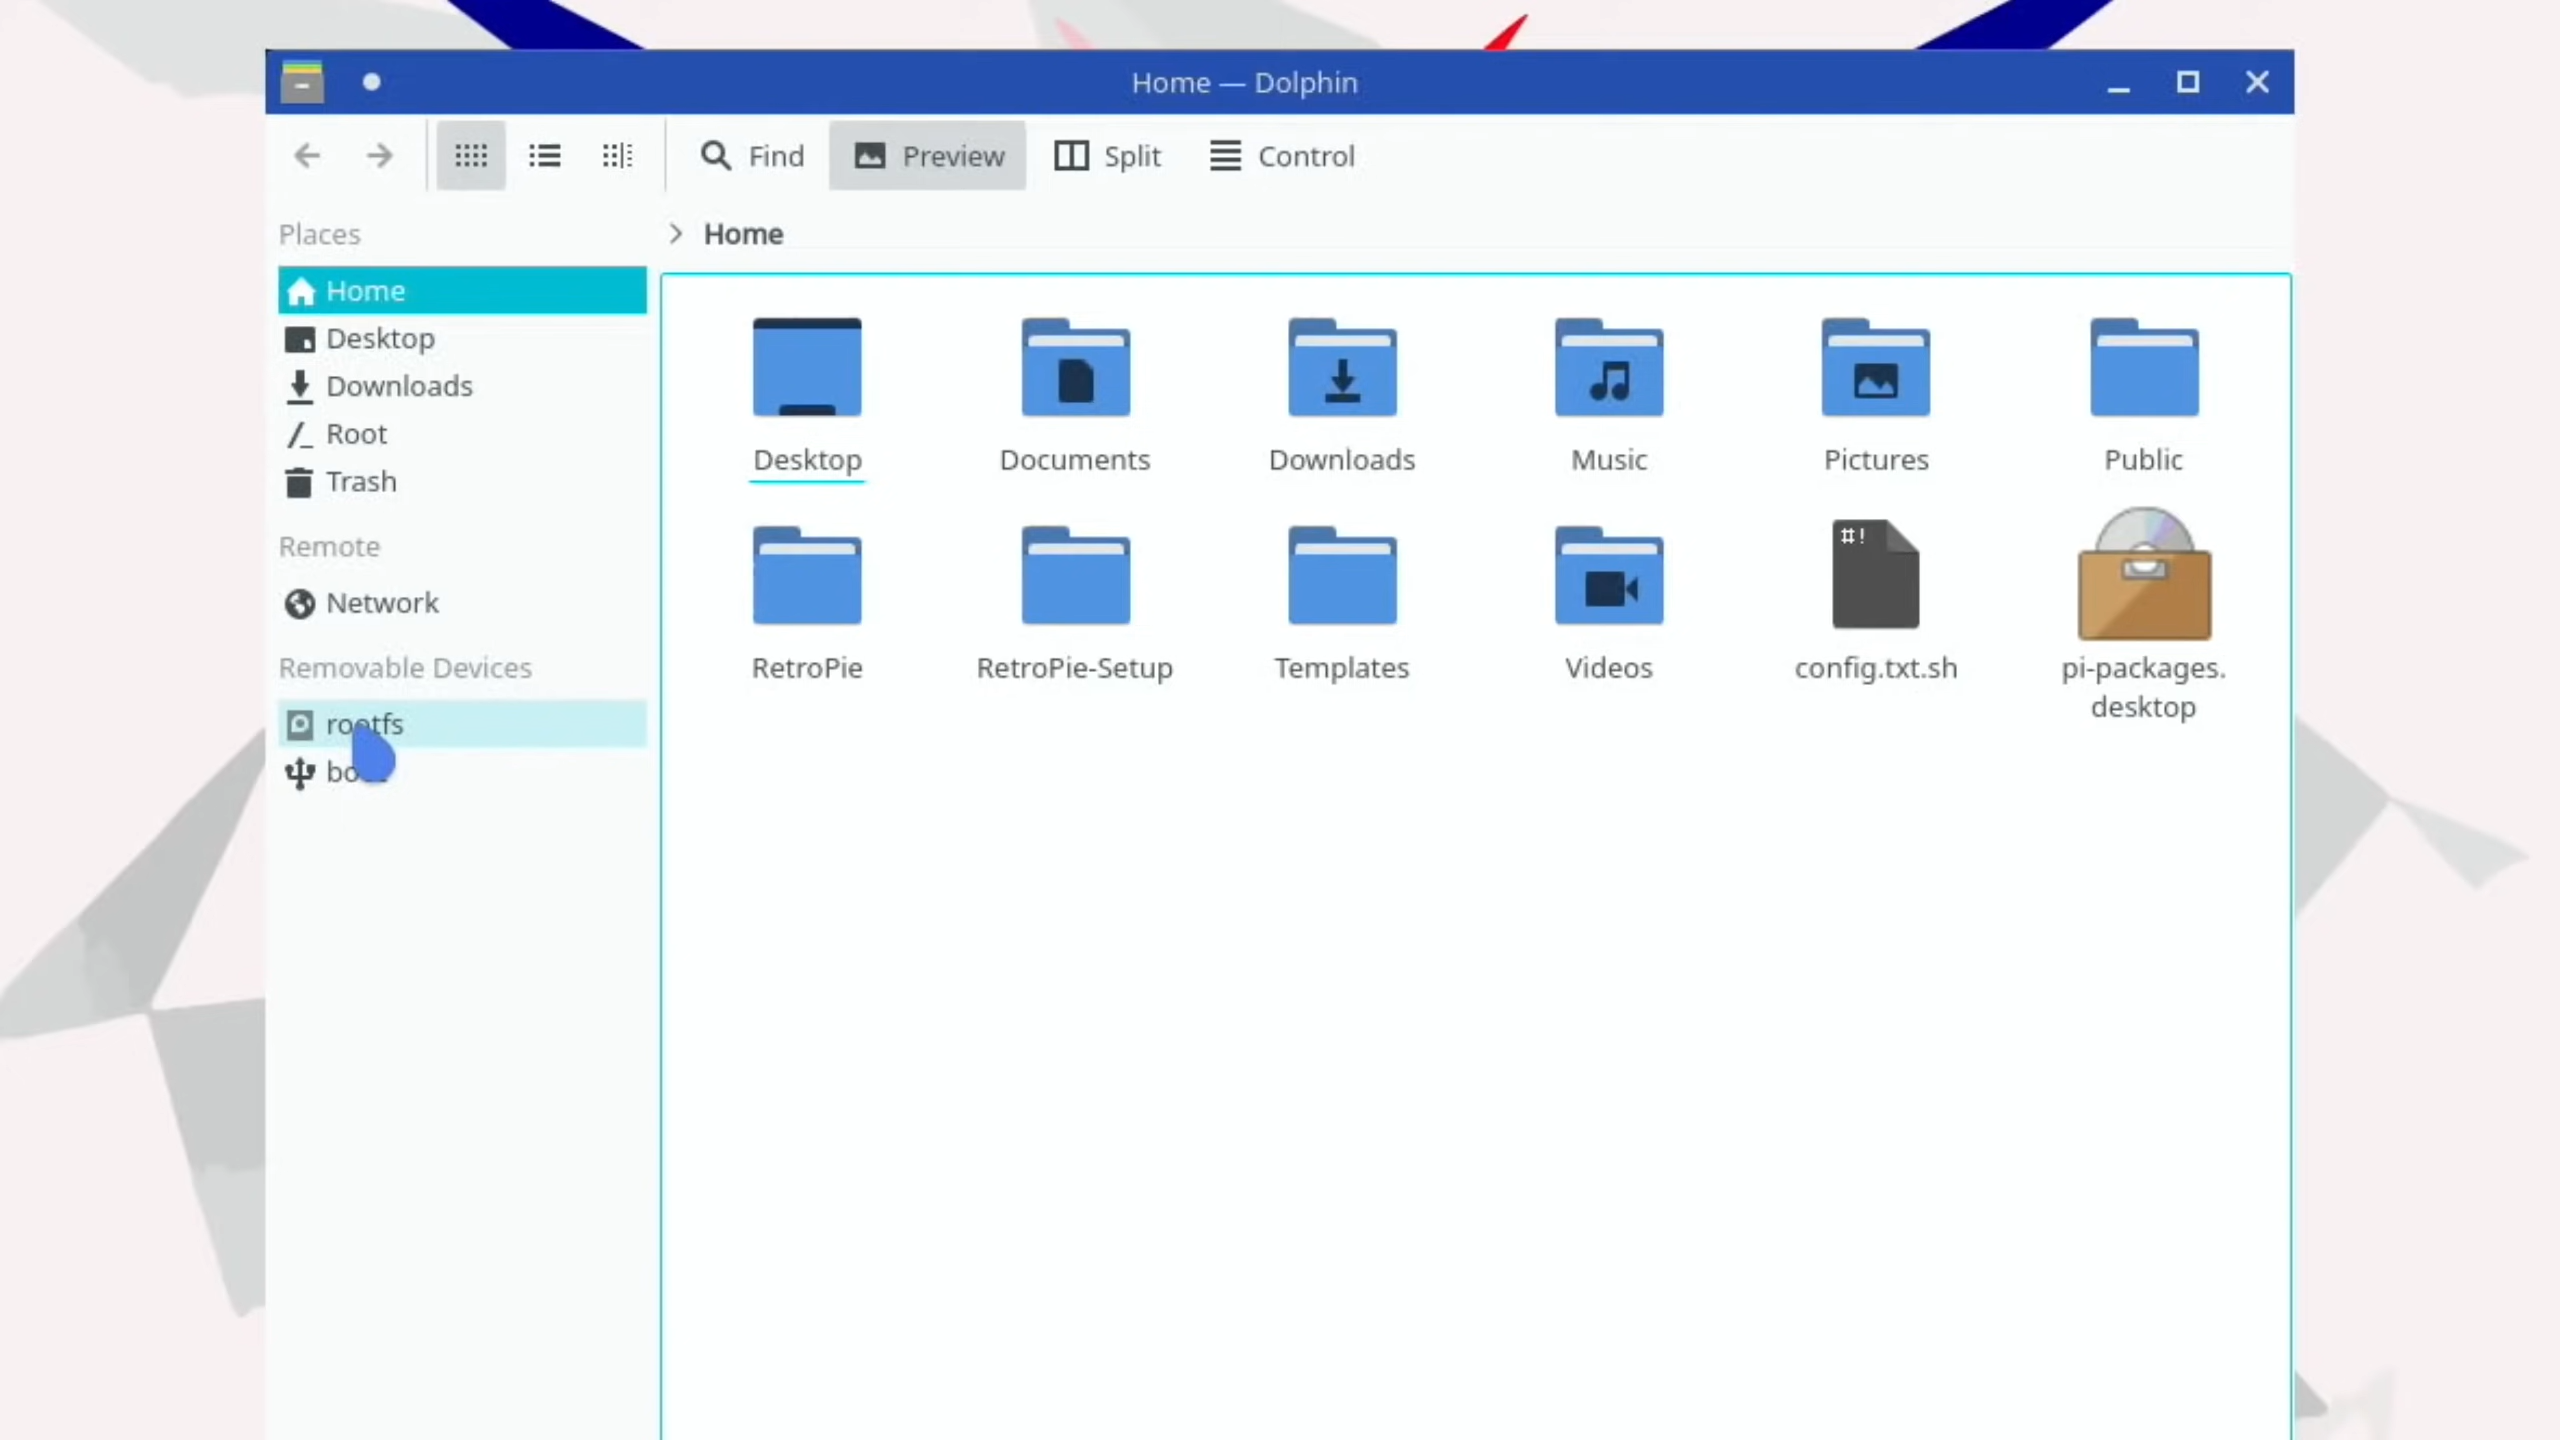 Home — Dolphin
Find
Preview
Split
Control
Places
Home
Home
Desktop
Downloads
Root
Trash
Remote
Network
Removable Devices
rootfs
Desktop
Documents
Downloads
Music
Pictures
Public
RetroPie
RetroPie-Setup
Templates
Videos
#!
config.txt.sh
pi-packages.
desktop